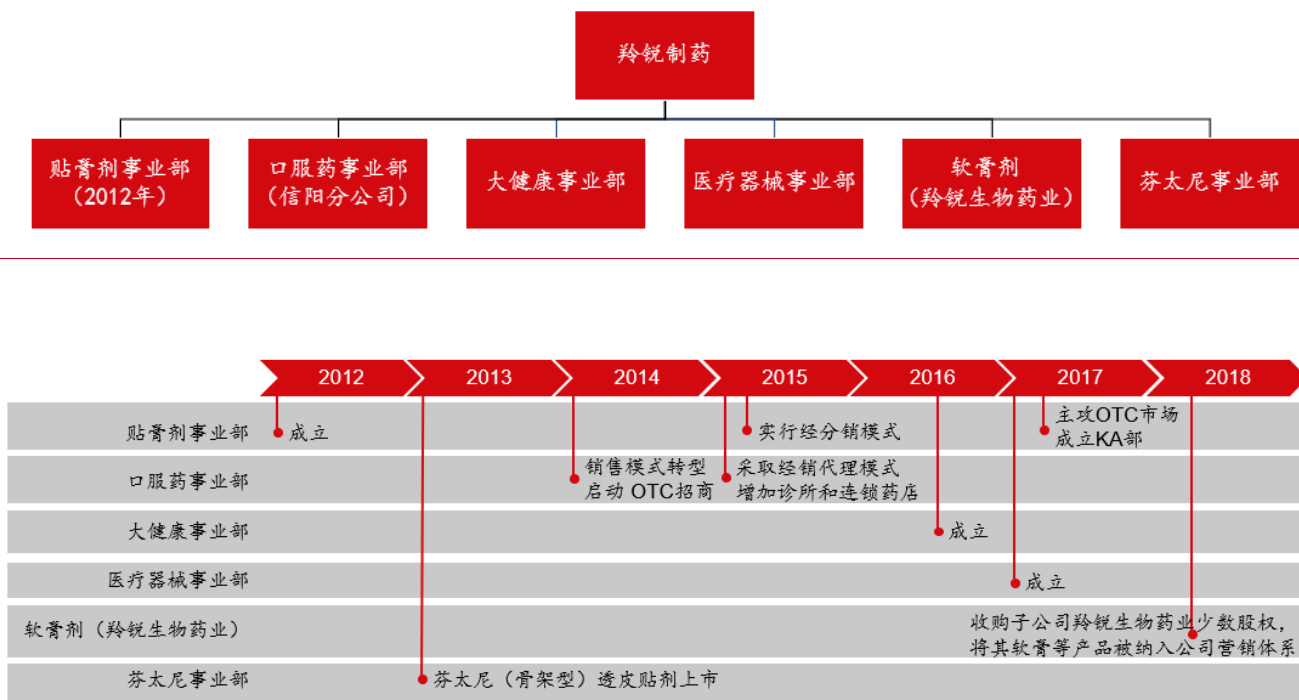 羚锐制药
贴膏剂事业部
（2012年）
口服药事业部
（信阳分公司）
大健康事业部
医疗器械事业部
软膏剂
（羚锐生物药业）
芬太尼事业部
2012
2013
2014
2015
2016
2017
2018
贴膏剂事业部
成立
实行经分销模式
主攻OTC市场
成立KA部
口服药事业部
销售模式转型
启动 OTC招商
采取经销代理模式
增加诊所和连锁药店
大健康事业部
成立
医疗器械事业部
成立
软膏剂（羚锐生物药业）
收购子公司羚锐生物药业少数股权，
将其软膏等产品被纳入公司营销体系
芬太尼事业部
芬太尼（骨架型）透皮贴剂上市